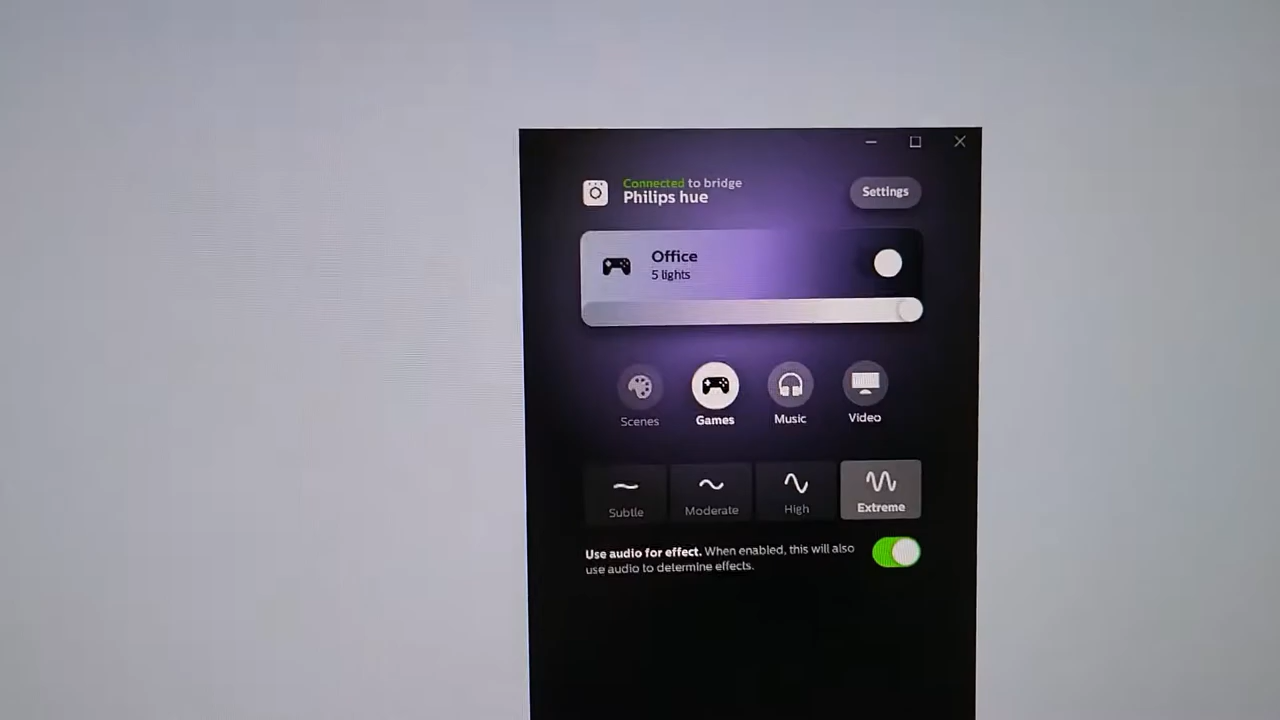 Connected to bridge
Philips hue
Settings
Office
5 lights
Scenes
Games
Music
Video
Subtle
Moderate
High
Extreme
Use audio for effect. When enabled, this will also
use audio to determine effects.